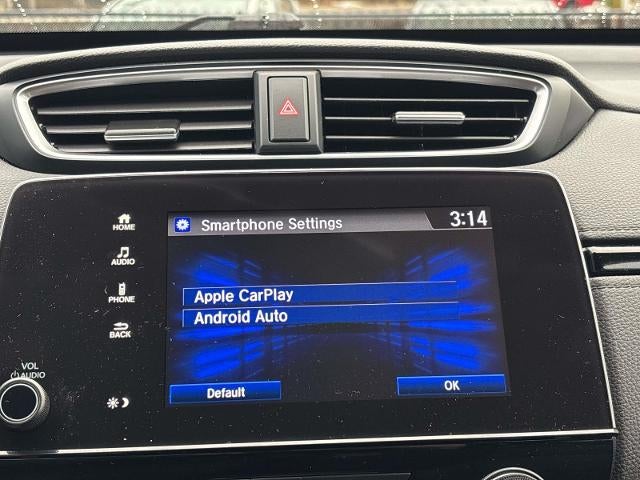 Smartphone Settings 3:14
HOME
AUDIO
PHONE
BACK
Apple CarPlay
Android Auto
VOL
AUDIO
Default OK